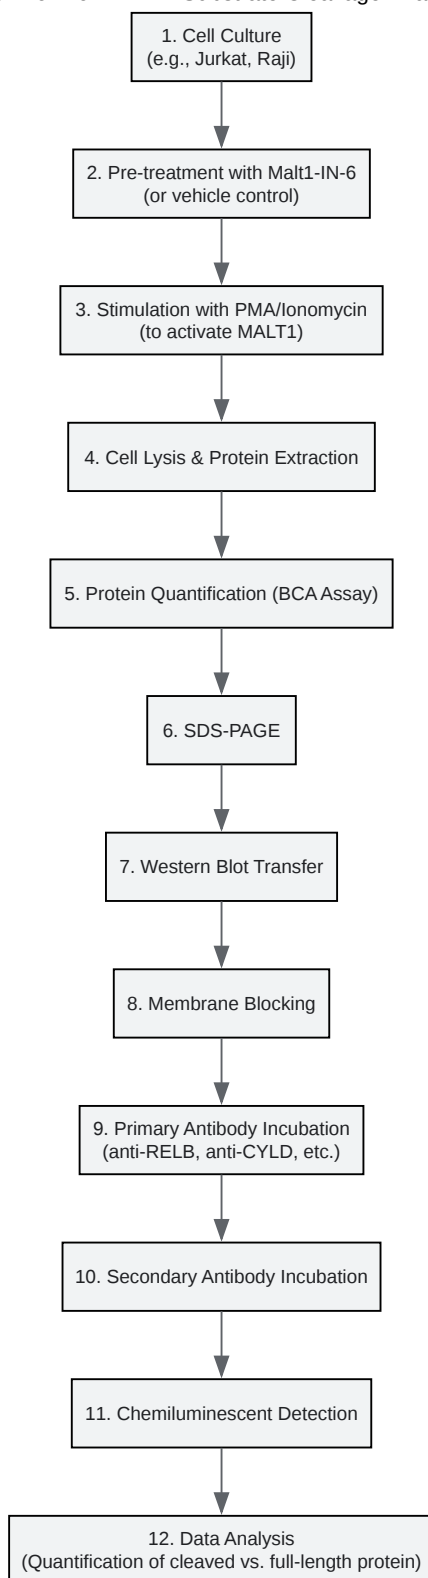 1. Cell Culture
(e.g., Jurkat, Raji)
2. Pre-treatment with Malt1-IN-6
(or vehicle control)
3. Stimulation with PMA/Ionomycin
(to activate MALT1)
4. Cell Lysis & Protein Extraction
5. Protein Quantification (BCA Assay)
6. SDS-PAGE
7. Western Blot Transfer
8. Membrane Blocking
9. Primary Antibody Incubation
(anti-RELB, anti-CYLD, etc.)
10. Secondary Antibody Incubation
11. Chemiluminescent Detection
12. Data Analysis
(Quantification of cleaved vs. full-length protein)